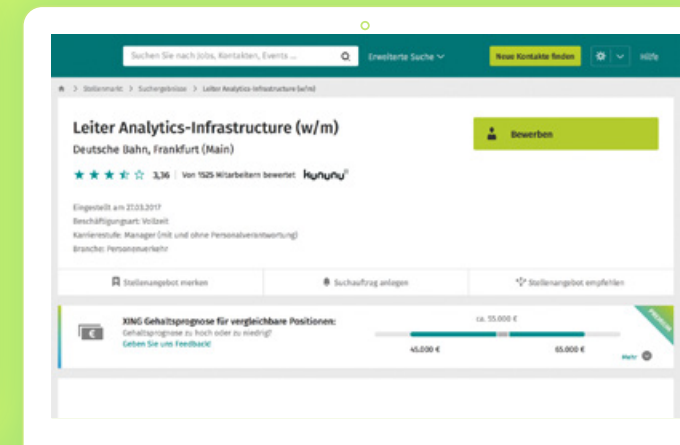 Suchen Sie nach Jobs, Kontakten, Events ...
Erweiterte Suche
Neue Kontakte finden
Hilfe
> Stellenmarkt > Suchergebnisse > Leiter Analytics-Infrastructure (w/m)
Leiter Analytics-Infrastructure (w/m)
Bewerben
Deutsche Bahn, Frankfurt (Main)
3,36 | Von 1525 Mitarbeitern bewertet kununu
Eingestellt am 27.03.2017
Beschäftigungsart: Vollzeit
Karrierestufe: Manager (mit und ohne Personalverantwortung)
Branche: Personenverkehr
Stellenangebot merken
Suchauftrag anlegen
Stellenangebot empfehlen
XING Gehaltsprognose für vergleichbare Positionen:
Gehaltsprognose zu hoch oder zu niedrig?
Geben Sie uns Feedback!
ca. 55.000 €
45.000 €
65.000 €
PREMIUM
Mehr